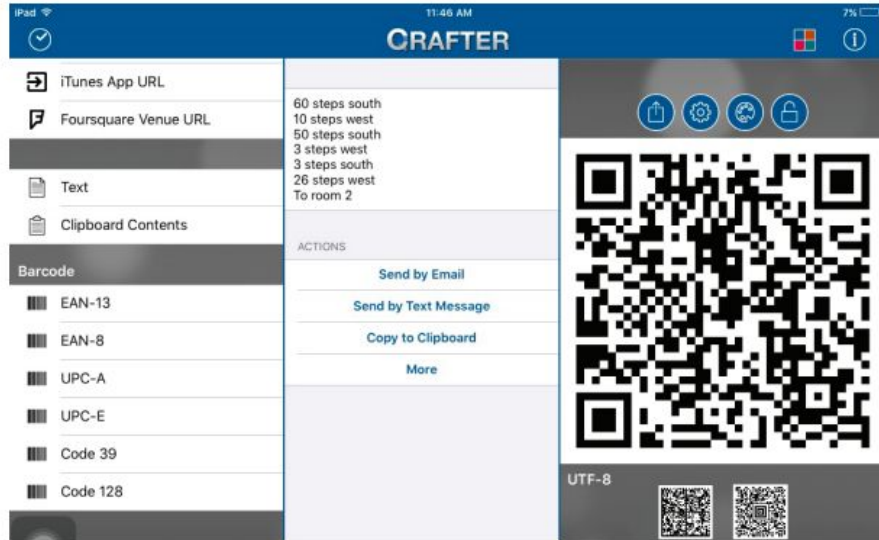 iPad
11:46 AM
7%
CRAFTER
iTunes App URL
Foursquare Venue URL
Text
Clipboard Contents
Barcode
EAN-13
EAN-8
UPC-A
UPC-E
Code 39
Code 128
60 steps south
10 steps west
50 steps south
3 steps west
3 steps south
26 steps west
To room 2
ACTIONS
Send by Email
Send by Text Message
Copy to Clipboard
More
UTF-8